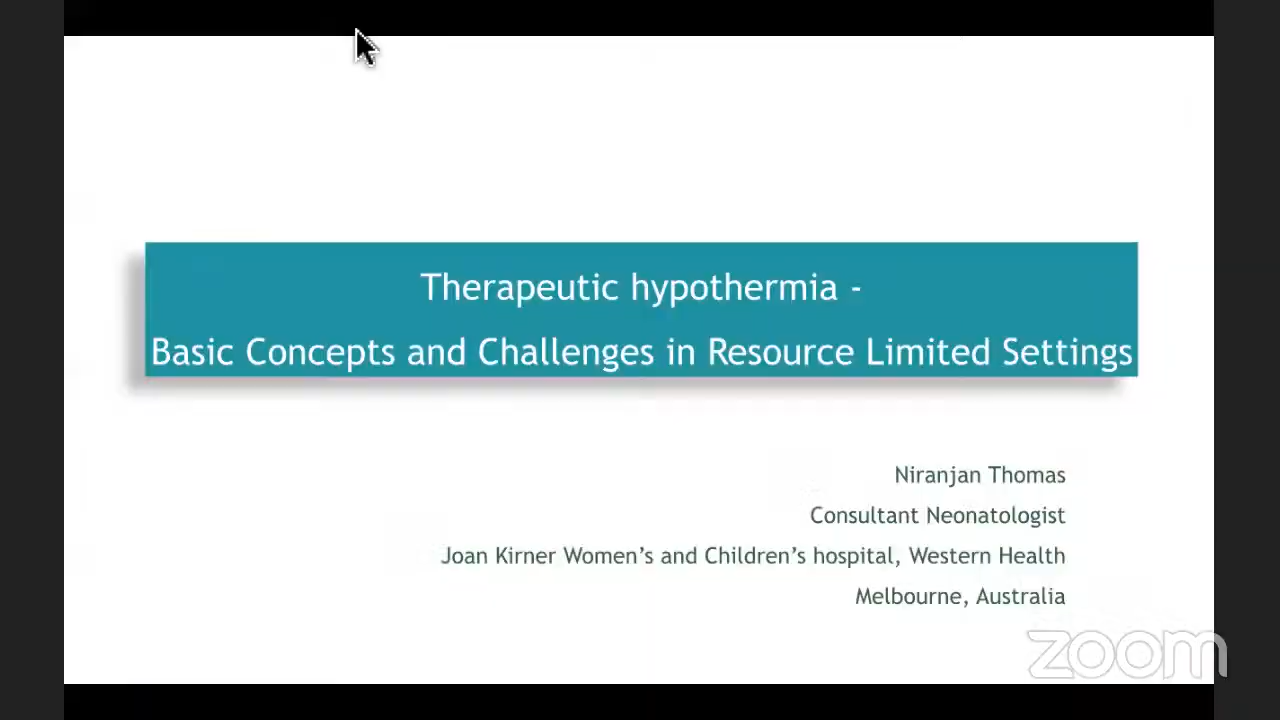 Therapeutic hypothermia -
Basic Concepts and Challenges in Resource Limited Settings
Niranjan Thomas
Consultant Neonatologist
Joan Kirner Women’s and Children’s hospital, Western Health
Melbourne, Australia
zoom